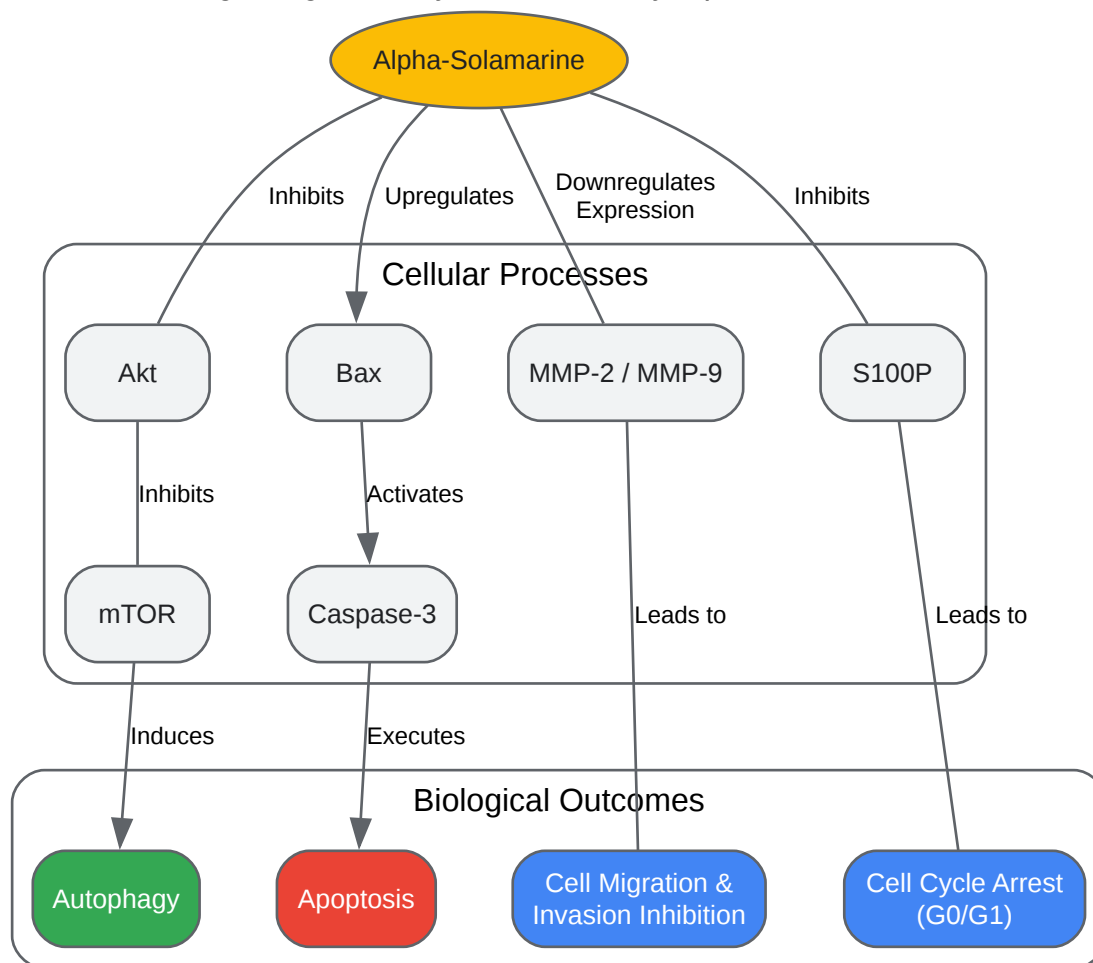 Alpha-Solamarine
Inhibits
Upregulates
Downregulates
Expression
Inhibits
Cellular Processes
Akt
Bax
MMP-2 / MMP-9
S100P
Inhibits
Activates
mTOR
Caspase-3
Leads to
Leads to
Induces
Executes
Biological Outcomes
Autophagy
Apoptosis
Cell Migration &
Invasion Inhibition
Cell Cycle Arrest
(G0/G1)